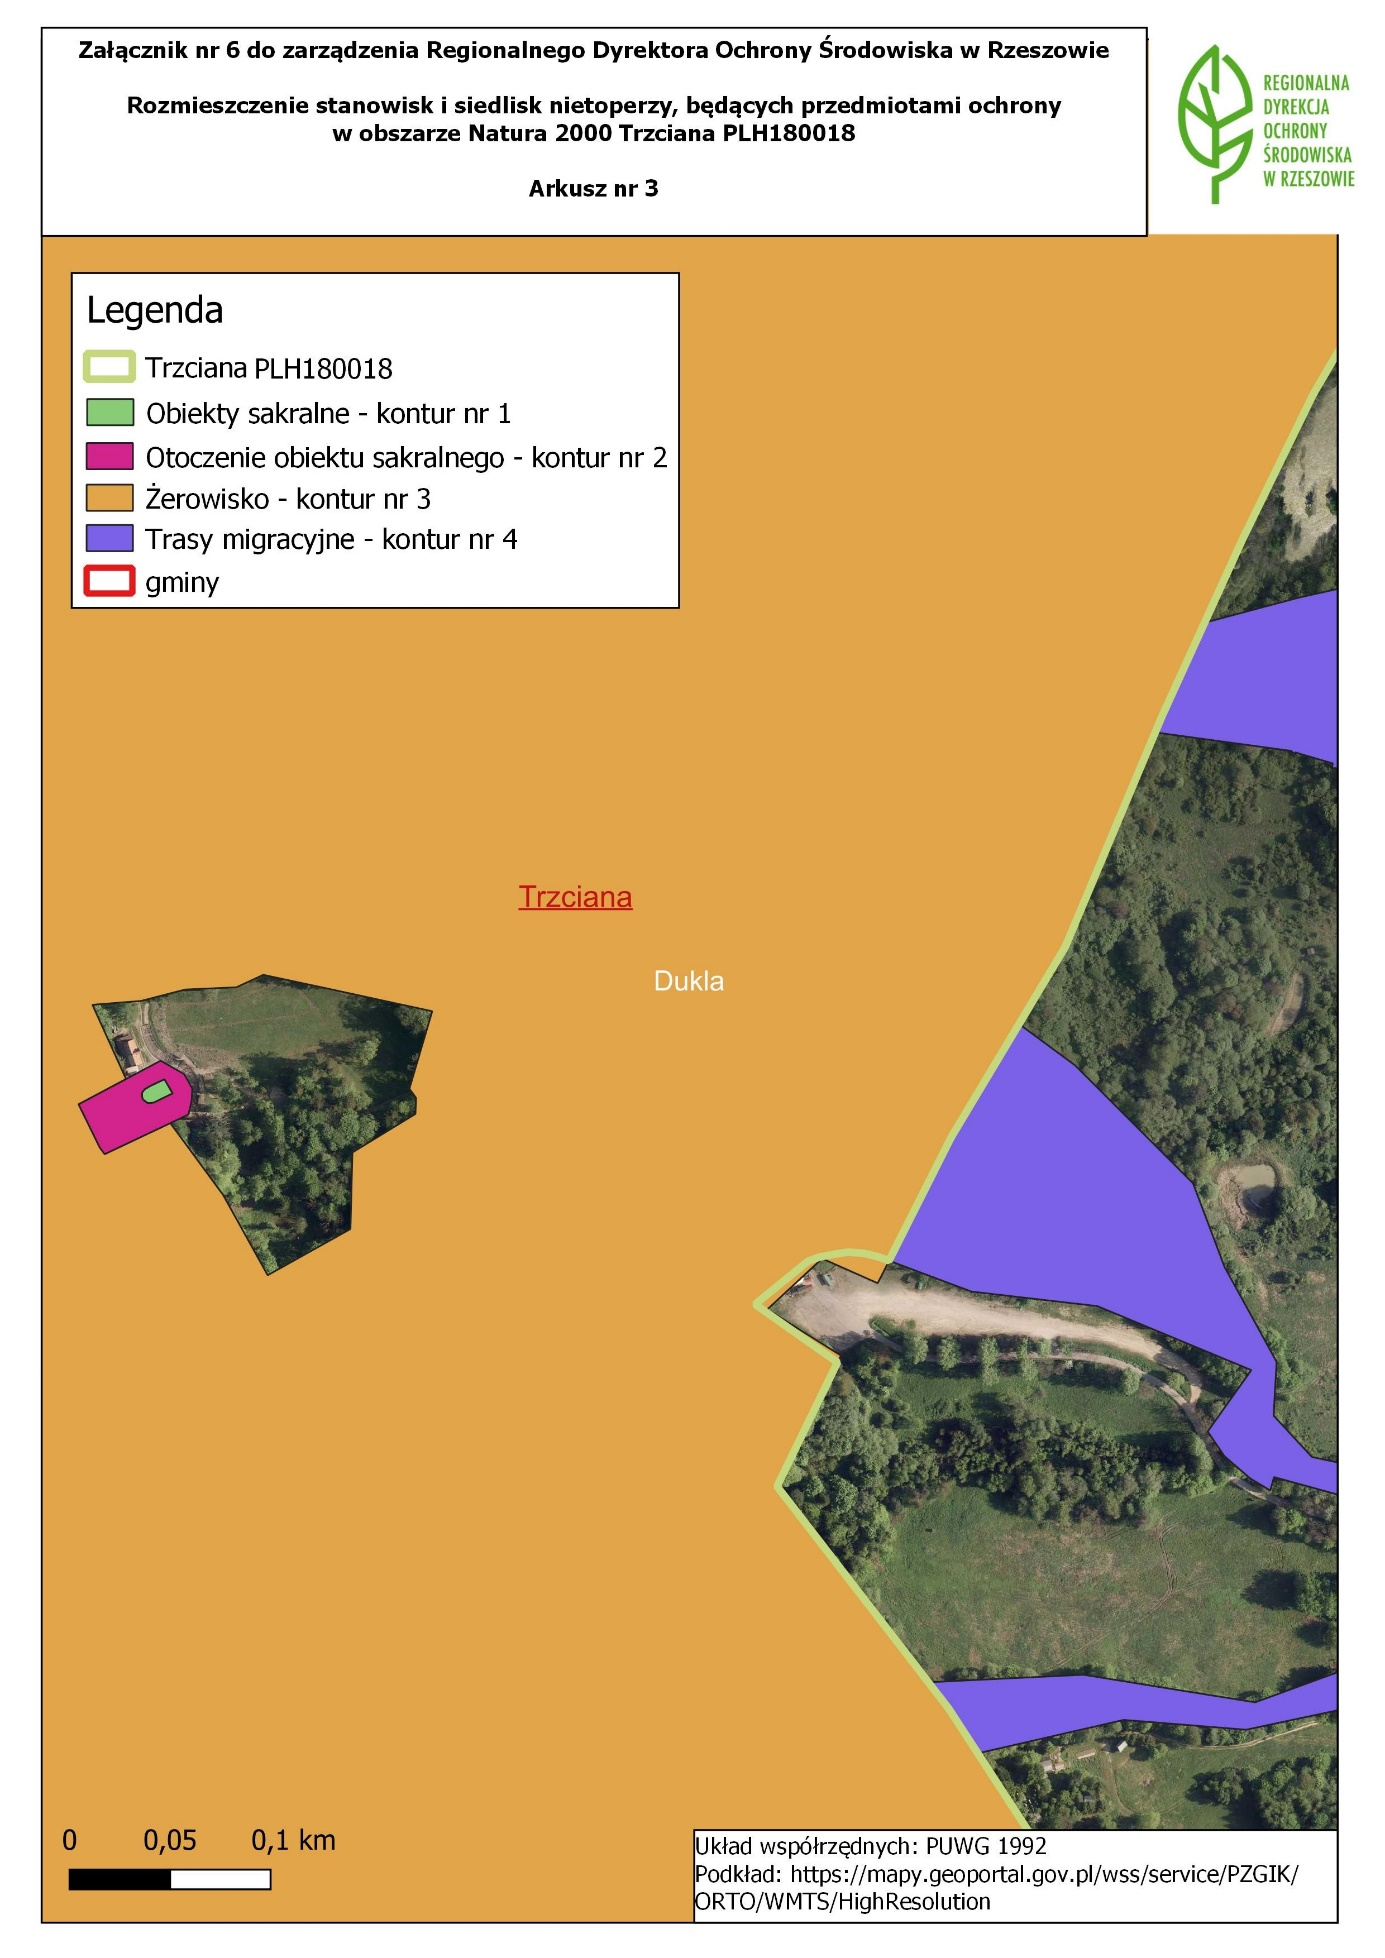 Załącznik nr 6 do zarządzenia Regionalnego Dyrektora Ochrony Środowiska w Rzeszowie
Rozmieszczenie stanowisk i siedlisk nietoperzy, będących przedmiotami ochrony
w obszarze Natura 2000 Trzciana PLH180018
Arkusz nr 3
REGIONALNA
DYREKCJA
OCHRONY
ŚRODOWISKA
W RZESZOWIE
Legenda
Trzciana PLH180018
Obiekty sakralne - kontur nr 1
Otoczenie obiektu sakralnego - kontur nr 2
Żerowisko - kontur nr 3
Trasy migracyjne - kontur nr 4
gminy
Trzciana
Dukla
0 0,05 0,1 km
Układ współrzędnych: PUWG 1992
Podkład: https://mapy.geoportal.gov.pl/wss/service/PZGIK/
ORTO/WMTS/HighResolution